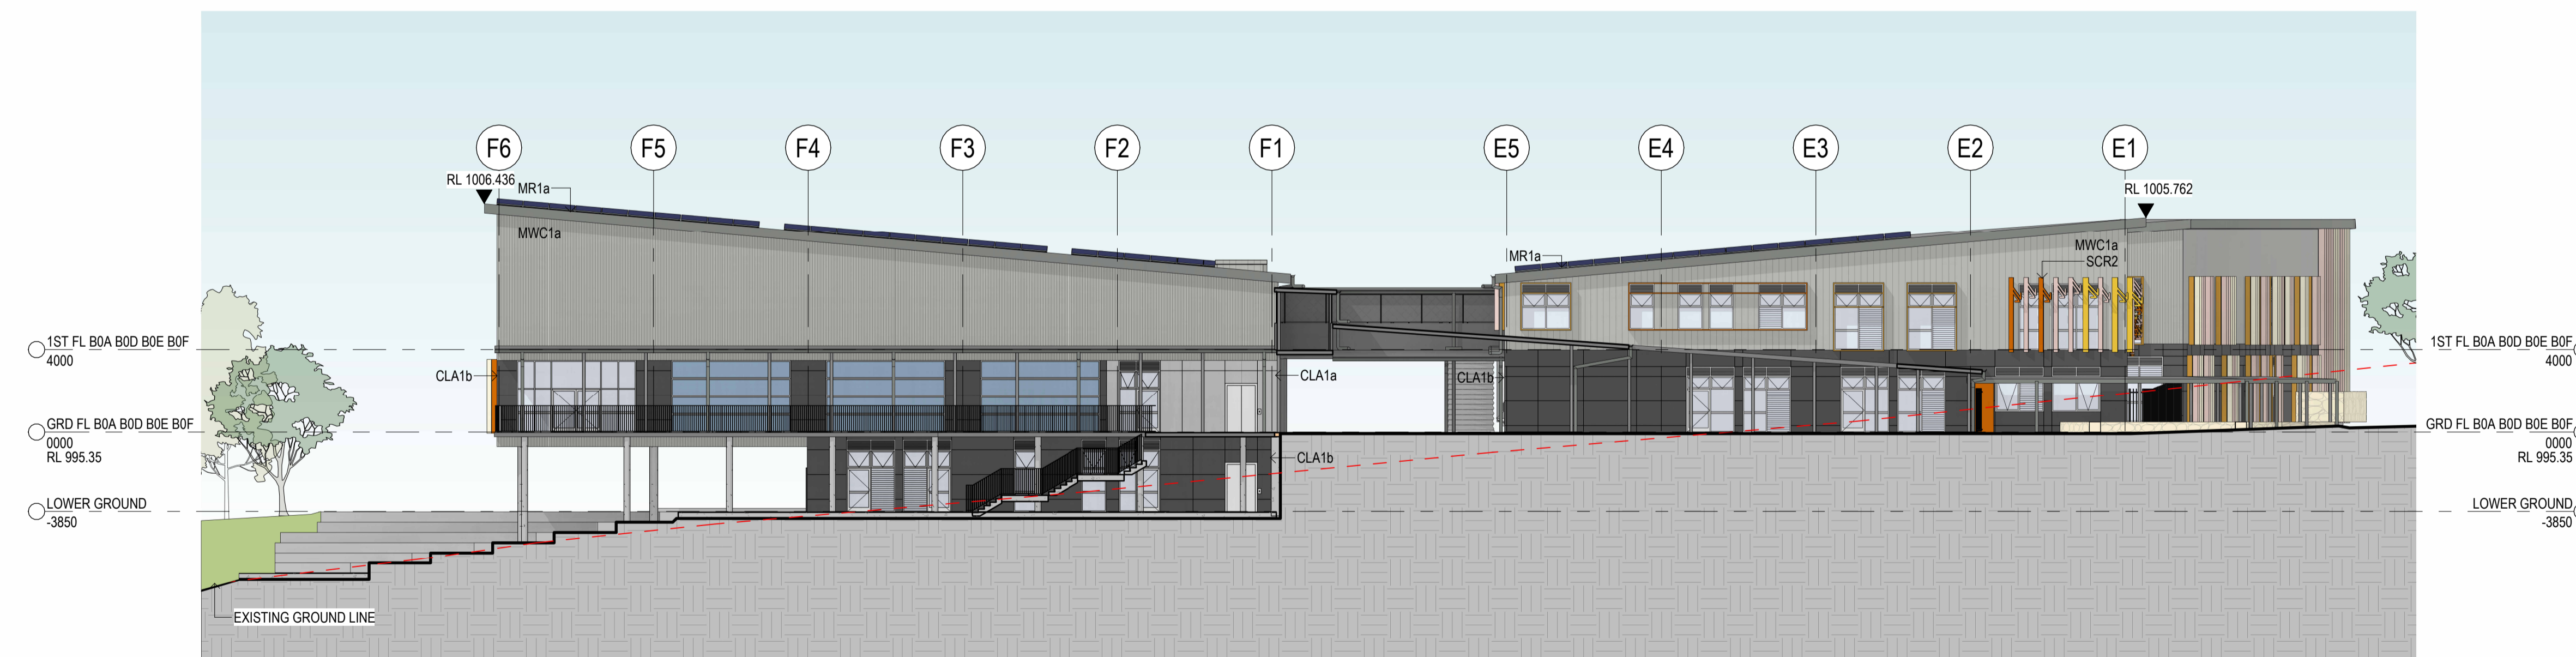 F6
F5
F4
F3
F2
F1
E5
E4
E3
E2
E1
RL 1006.436
MR1a
MWC1a
RL 1005.762
MWC1a
SCR2
MR1a
1ST FL B0A B0D B0E B0F
4000
CLA1b
CLA1a
CLA1b
1ST FL B0A B0D B0E B0F
4000
GRD FL B0A B0D B0E B0F
0000
RL 995.35
CLA1b
GRD FL B0A B0D B0E B0F
0000
RL 995.35
LOWER GROUND
-3850
LOWER GROUND
-3850
EXISTING GROUND LINE